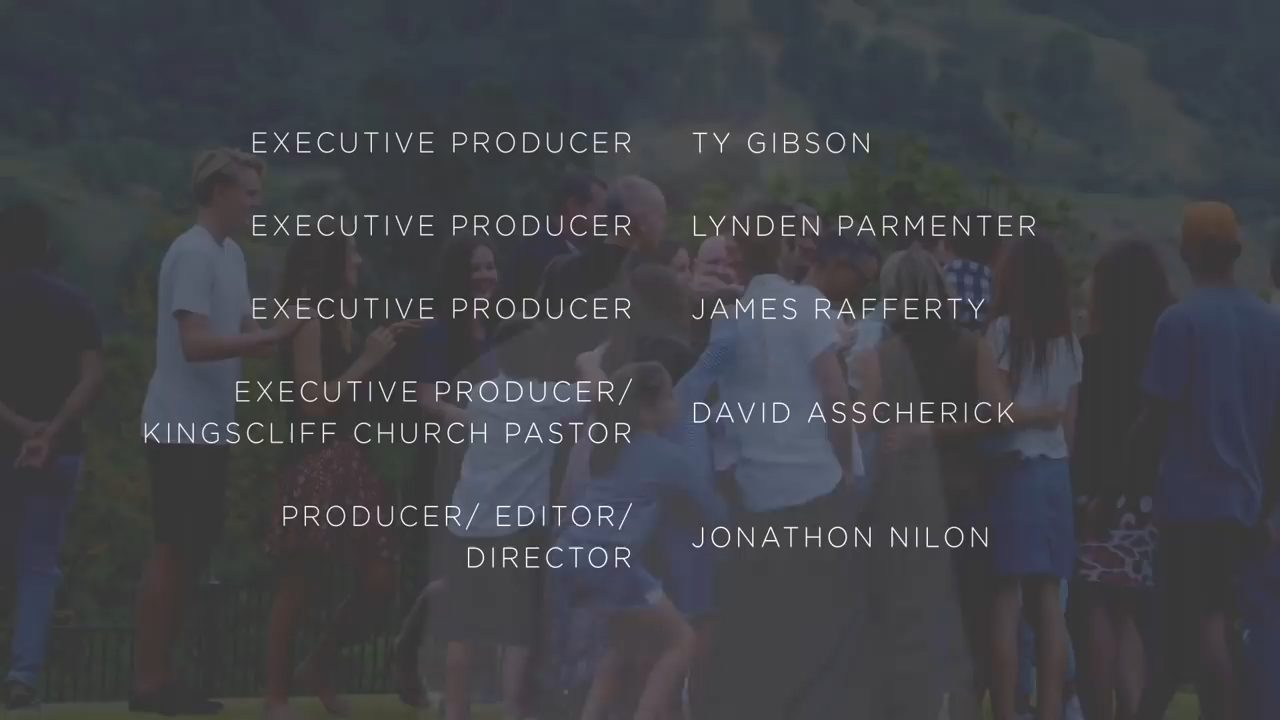 EXECUTIVE PRODUCER TY GIBSON
EXECUTIVE PRODUCER LYNDEN PARMENTER
EXECUTIVE PRODUCER JAMES RAFFERTY
EXECUTIVE PRODUCER/
KINGSCLIFF CHURCH PASTOR
DAVID ASSCHERICK
PRODUCER/ EDITOR/
DIRECTOR
JONATHON NILON